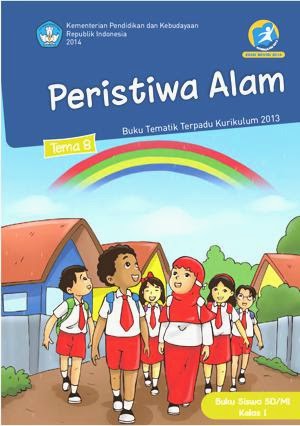 Kementerian Pendidikan dan Kebudayaan
Republik Indonesia
2014
Peristiwa Alam
Buku Tematik Terpadu Kurikulum 2013
Tema 8
Buku Siswa SD/MI
Kelas I